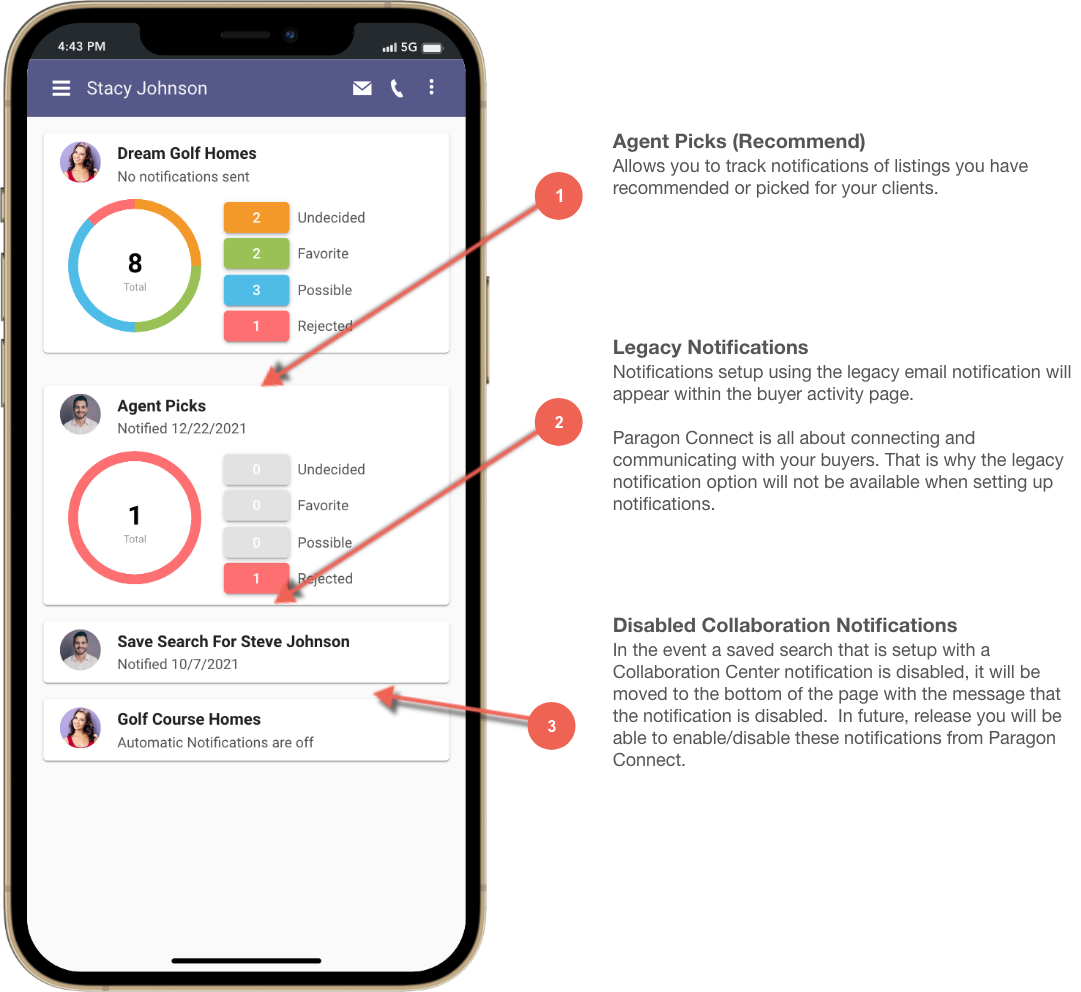 4:43 PM
5G
Stacy Johnson
Dream Golf Homes
No notifications sent
8
Total
2 Undecided
2 Favorite
3 Possible
1 Rejected
Agent Picks
Notified 12/22/2021
1
Total
0 Undecided
0 Favorite
0 Possible
1 Rejected
Save Search For Steve Johnson
Notified 10/7/2021
Golf Course Homes
Automatic Notifications are off
1
Agent Picks (Recommend)
Allows you to track notifications of listings you have
recommended or picked for your clients.
2
Legacy Notifications
Notifications setup using the legacy email notification will
appear within the buyer activity page.
Paragon Connect is all about connecting and
communicating with your buyers. That is why the legacy
notification option will not be available when setting up
notifications.
3
Disabled Collaboration Notifications
In the event a saved search that is setup with a
Collaboration Center notification is disabled, it will be
moved to the bottom of the page with the message that
the notification is disabled.  In future, release you will be
able to enable/disable these notifications from Paragon
Connect.